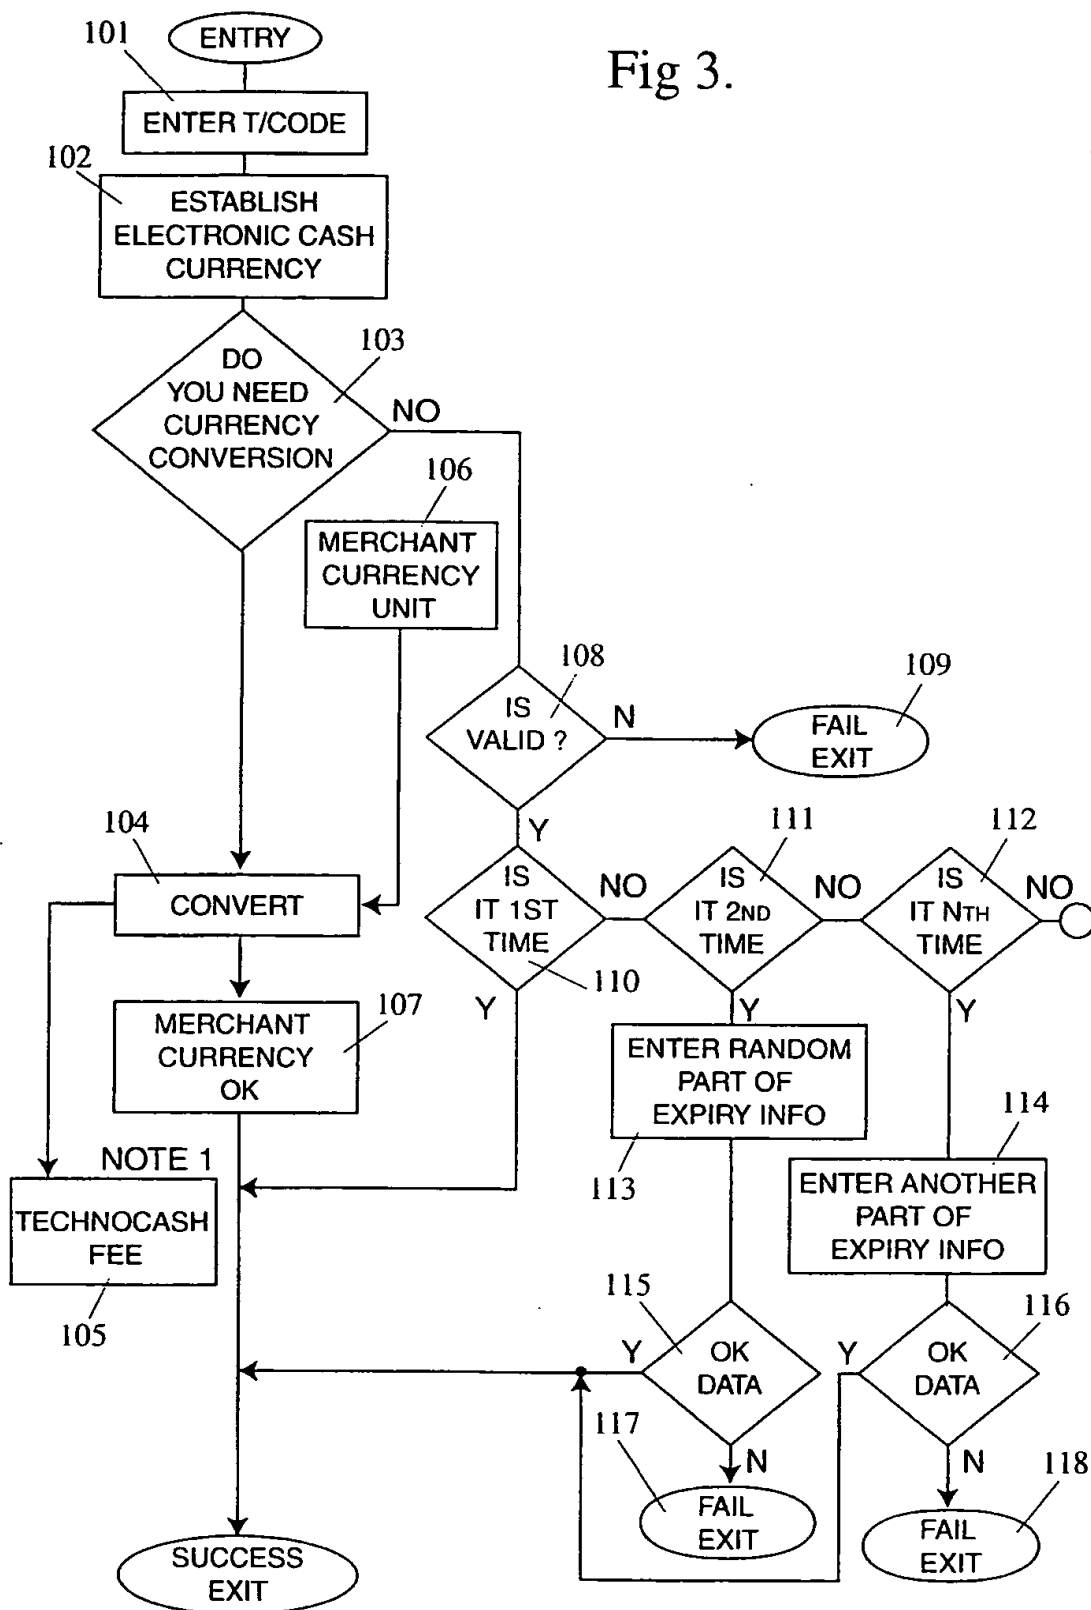 Fig 3.
ENTRY
101
ENTER T/CODE
102
ESTABLISH
ELECTRONIC CASH
CURRENCY
103
DO
YOU NEED
CURRENCY
CONVERSION
NO
106
MERCHANT
CURRENCY
UNIT
108
IS
VALID ?
N
109
FAIL
EXIT
Y
104
CONVERT
IS
IT 1ST
TIME
110
NO
111
IS
IT 2ND
TIME
NO
112
IS
IT NTH
TIME
NO
Y
Y
Y
107
MERCHANT
CURRENCY
OK
ENTER RANDOM
PART OF
EXPIRY INFO
113
114
ENTER ANOTHER
PART OF
EXPIRY INFO
NOTE 1
TECHNOCASH
FEE
105
115
OK
DATA
Y
116
OK
DATA
Y
117
N
FAIL
EXIT
N
118
FAIL
EXIT
SUCCESS
EXIT